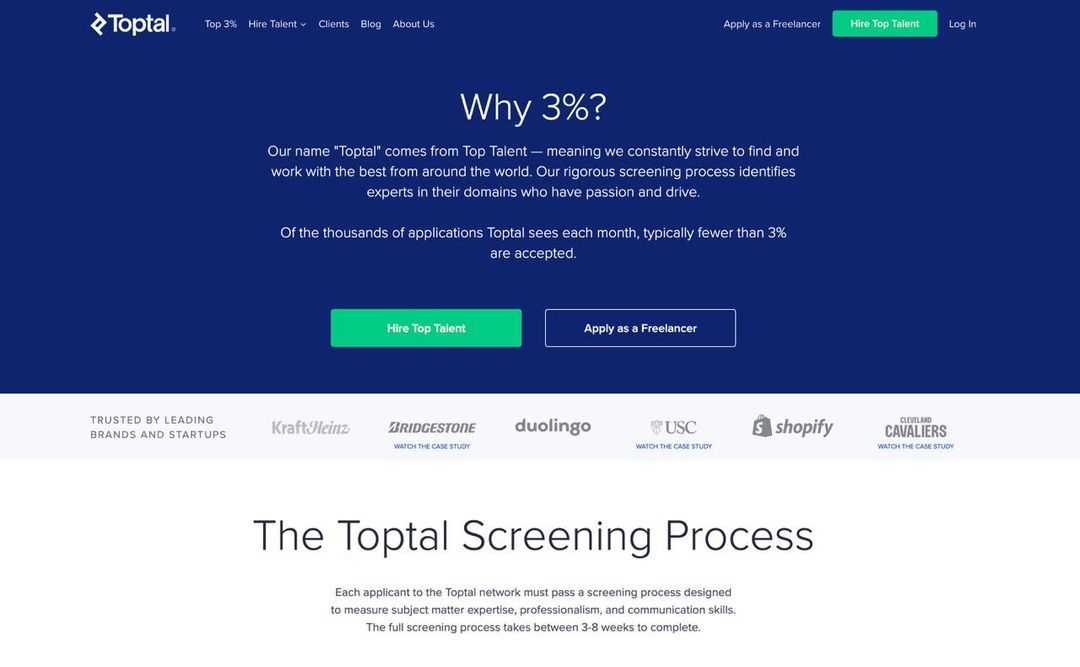 Toptal
Top 3% Hire Talent Clients Blog About Us Apply as a Freelancer Hire Top Talent Log In
Why 3%?
Our name "Toptal" comes from Top Talent — meaning we constantly strive to find and
work with the best from around the world. Our rigorous screening process identifies
experts in their domains who have passion and drive.
Of the thousands of applications Toptal sees each month, typically fewer than 3%
are accepted.
Hire Top Talent Apply as a Freelancer
TRUSTED BY LEADING
BRANDS AND STARTUPS
KraftHeinz
BRIDGESTONE
WATCH THE CASE STUDY
duolingo
USC
WATCH THE CASE STUDY
shopify
CLEVELAND
CAVALIERS
WATCH THE CASE STUDY
The Toptal Screening Process
Each applicant to the Toptal network must pass a screening process designed
to measure subject matter expertise, professionalism, and communication skills.
The full screening process takes between 3-8 weeks to complete.